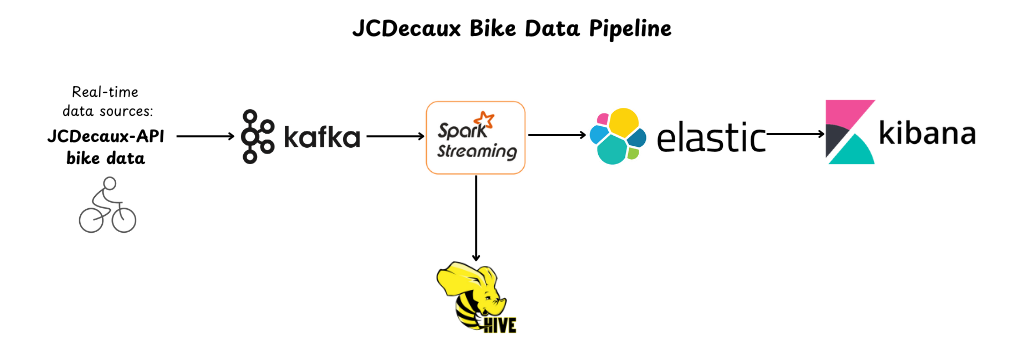 JCDecaux Bike Data Pipeline
Real-time
data sources:
JCDecaux-API
bike data
kafka
Spark
Streaming
elastic
kibana
HIVE